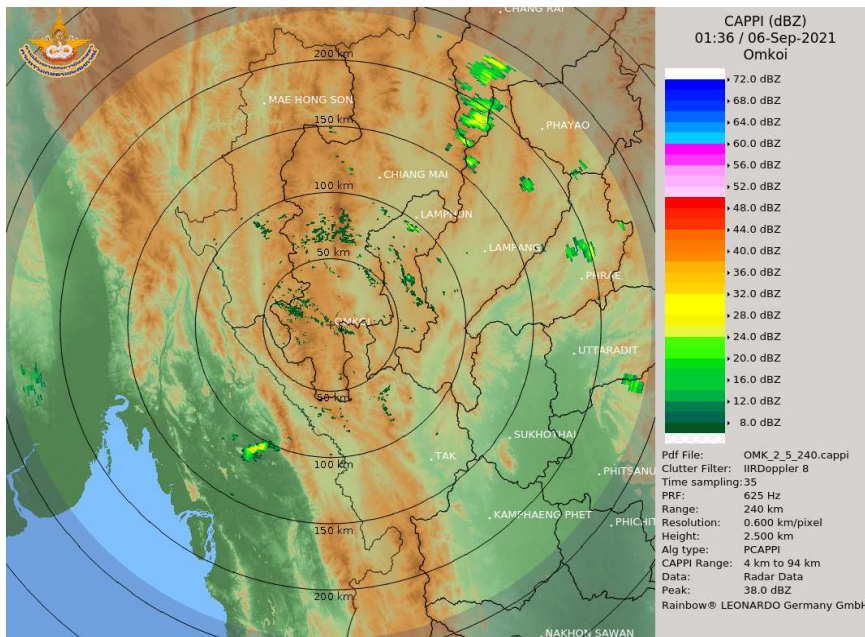 CAPPI (dBZ)
01:36 / 06-Sep-2021
Omkoi
72.0 dBZ
68.0 dBZ
64.0 dBZ
60.0 dBZ
56.0 dBZ
52.0 dBZ
48.0 dBZ
44.0 dBZ
40.0 dBZ
36.0 dBZ
32.0 dBZ
28.0 dBZ
24.0 dBZ
20.0 dBZ
16.0 dBZ
12.0 dBZ
8.0 dBZ
Pdf File: OMK_2_5_240.cappi
Clutter Filter: IIRDoppler 8
Time sampling: 35
PRF: 625 Hz
Range: 240 km
Resolution: 0.600 km/pixel
Height: 2.500 km
Alg type: PCAPPI
CAPPI Range: 4 km to 94 km
Data: Radar Data
Peak: 38.0 dBZ
Rainbow® LEONARDO Germany GmbH
CHANG RAI
200 km
MAE HONG SON
150 km
PHAYAO
CHIANG MAI
100 km
LAMPHUN
50 km
LAMPANG
PHRAE
OMKOI
UTTARADIT
50 km
SUKHOTHAI
TAK
100 km
PHITSANU
KAMPHAENG PHET
PHICHIT
150 km
200 km
NAKHON SAWAN